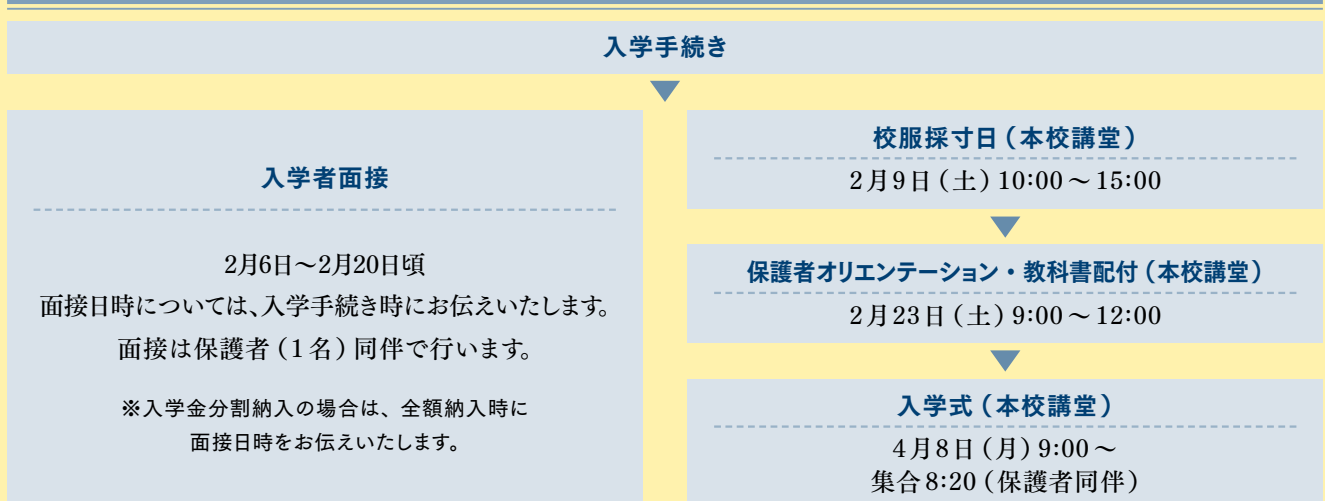 入学手続き
入学者面接
2月6日～2月20日頃
面接日時については、入学手続き時にお伝えいたします。
面接は保護者（1名）同伴で行います。
※入学金分割納入の場合は、全額納入時に
面接日時をお伝えいたします。
校服採寸日（本校講堂）
2月9日（土）10:00～15:00
保護者オリエンテーション・教科書配付（本校講堂）
2月23日（土）9:00～12:00
入学式（本校講堂）
4月8日（月）9:00～
集合8:20（保護者同伴）